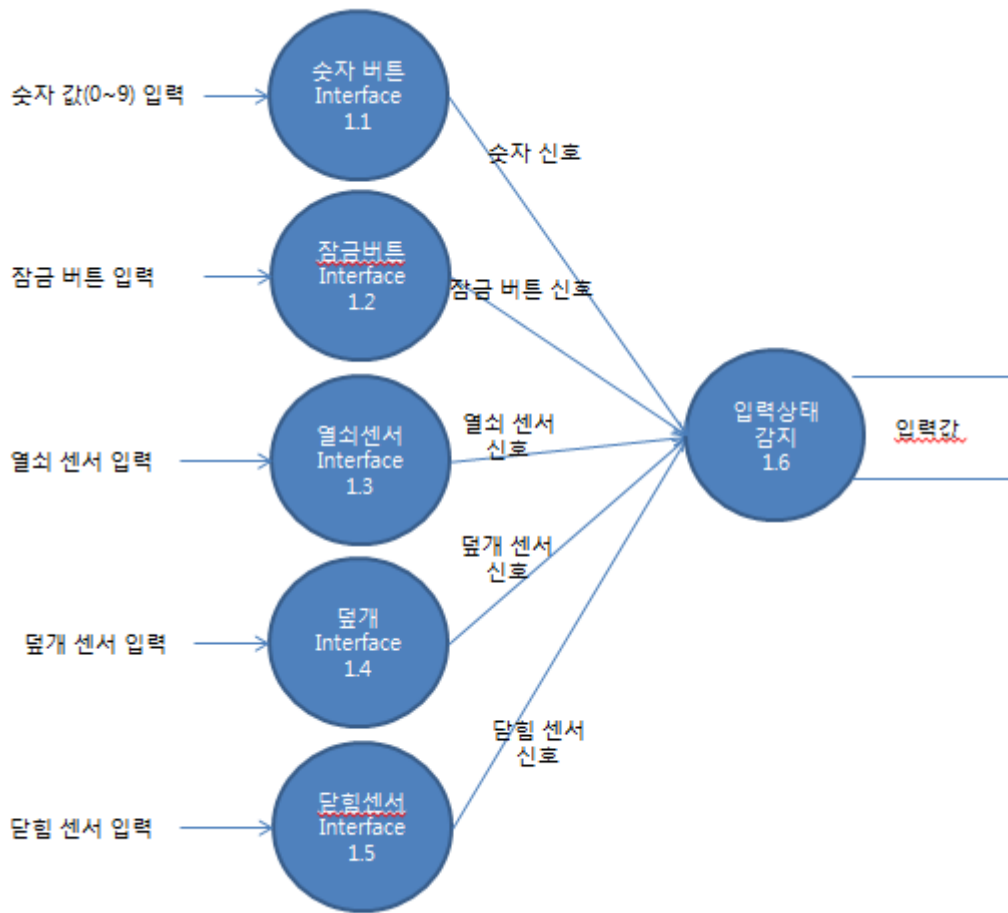 숫자 값(0~9) 입력
숫자 버튼
Interface
1.1
숫자 신호
잠금 버튼 입력
잠금버튼
Interface
1.2
잠금 버튼 신호
열쇠 센서 입력
열쇠센서
Interface
1.3
열쇠 센서
신호
덮개 센서 입력
덮개
Interface
1.4
덮개 센서
신호
닫힘 센서 입력
닫힘센서
Interface
1.5
닫힘 센서
신호
입력상태
감지
1.6
입력값